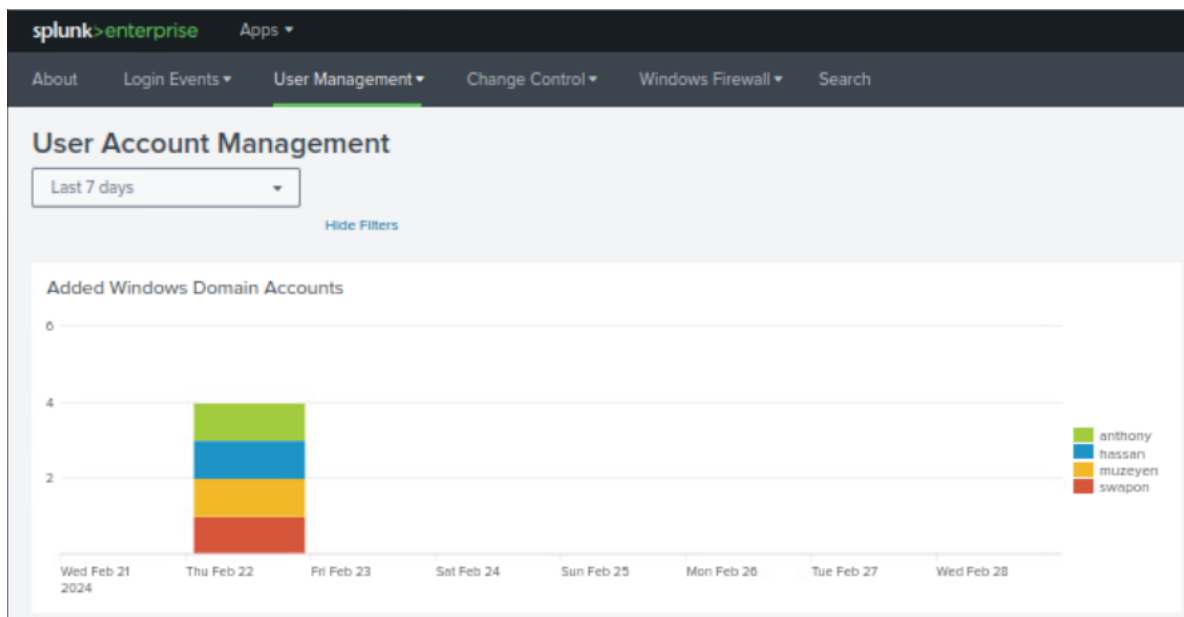 splunk>enterprise Apps
About Login Events User Management Change Control Windows Firewall Search
User Account Management
Last 7 days
Hide Filters
Added Windows Domain Accounts
6
4
2
anthony
hassan
muzeyen
swapon
Wed Feb 21 Thu Feb 22 Fri Feb 23 Sat Feb 24 Sun Feb 25 Mon Feb 26 Tue Feb 27 Wed Feb 28
2024